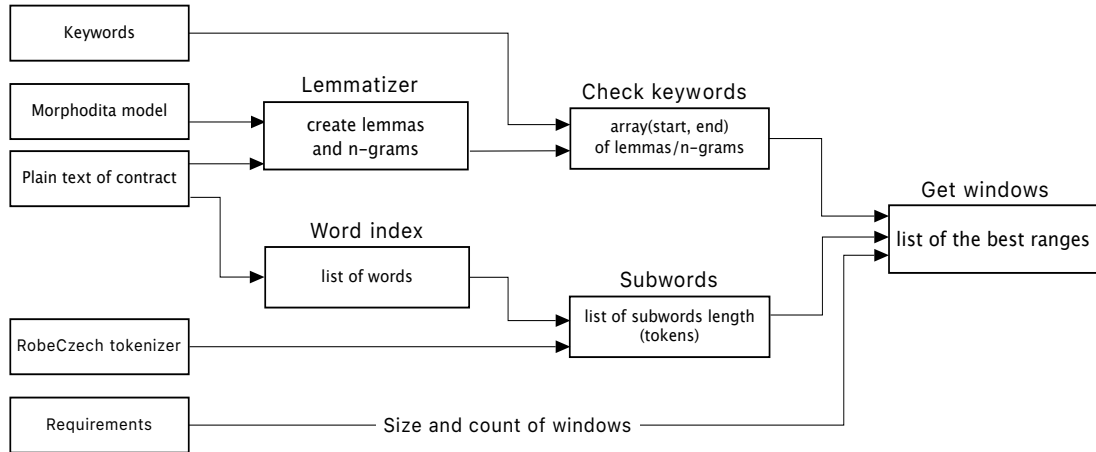 Keywords
Morphodita model
Plain text of contract
Lemmatizer
create lemmas
and n-grams
Check keywords
array(start, end)
of lemmas/n-grams
Word index
list of words
Get windows
list of the best ranges
Subwords
list of subwords length
(tokens)
RobeCzech tokenizer
Requirements
Size and count of windows